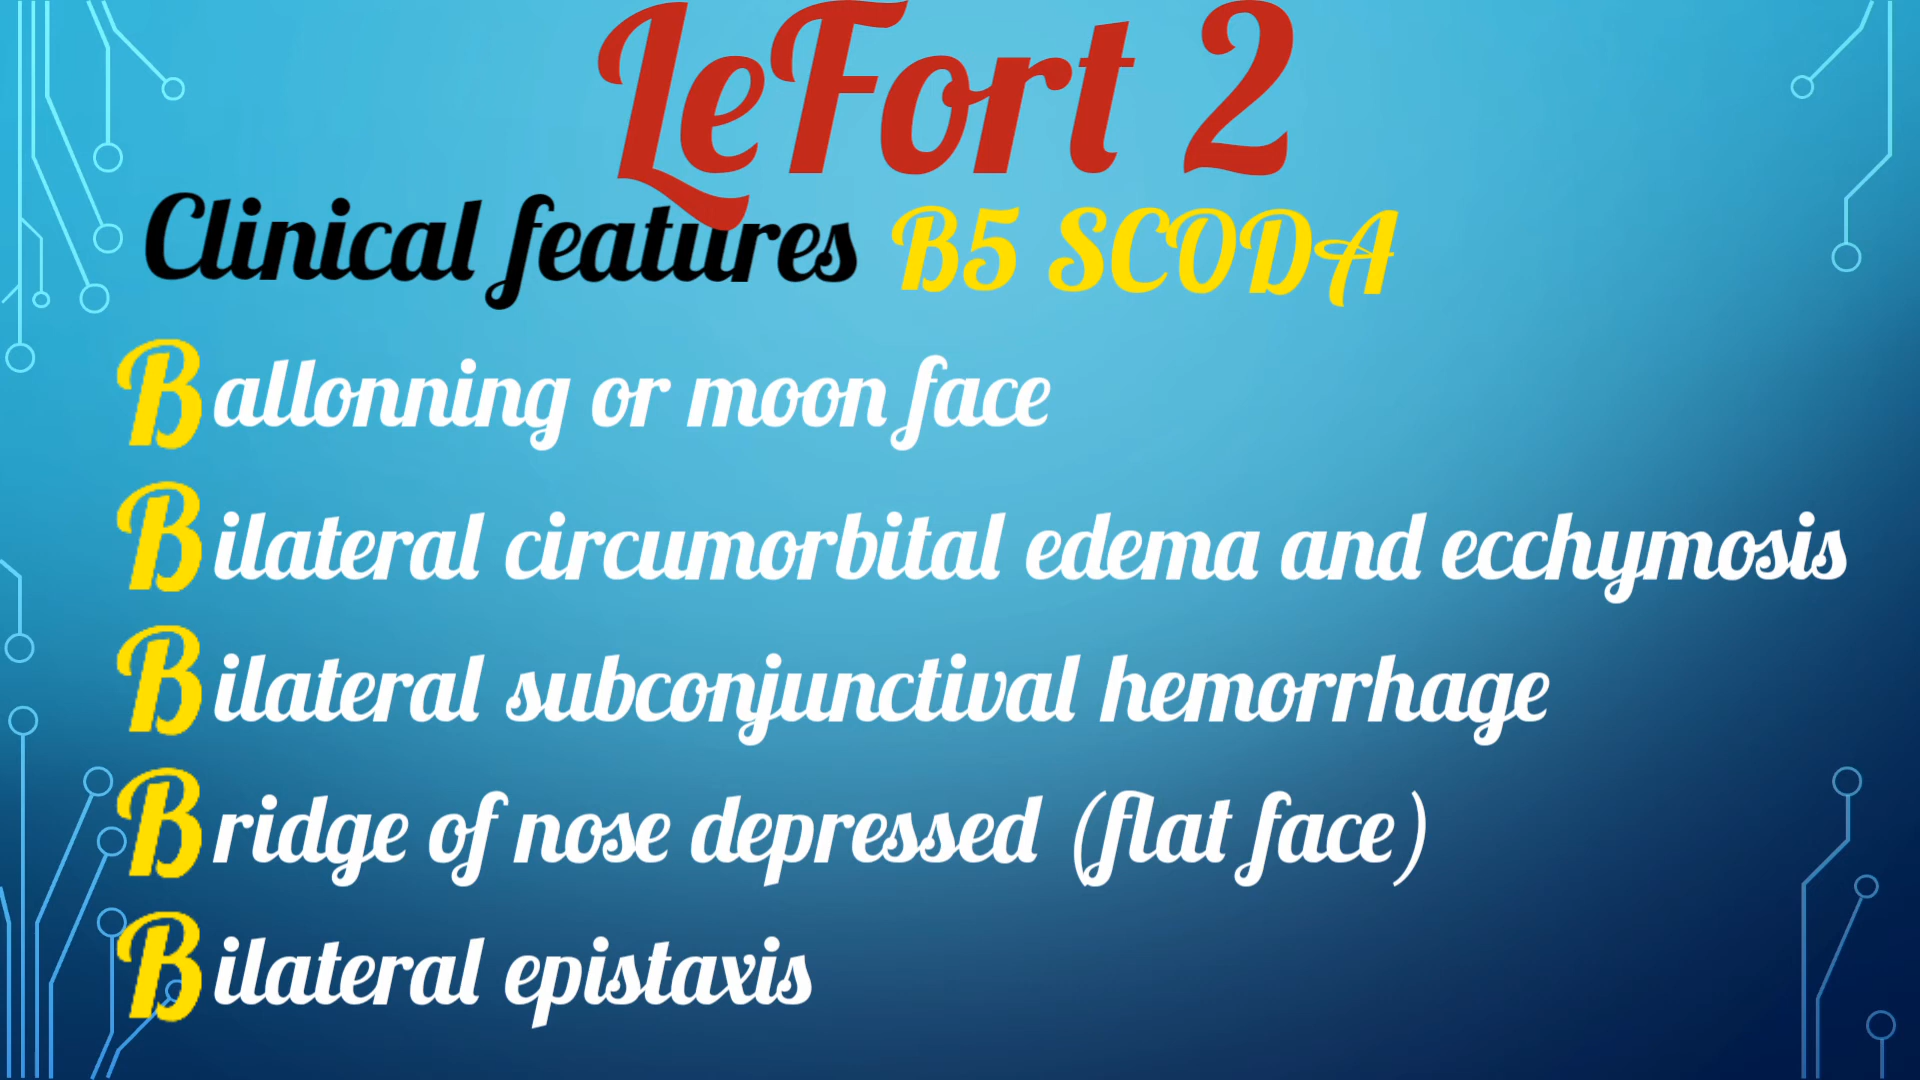 LeFort 2
Clinical features B5 SCODA
Ballonning or moon face
Bilateral circumorbital edema and ecchymosis
Bilateral subconjunctival hemorrhage
Bridge of nose depressed (flat face)
Bilateral epistaxis